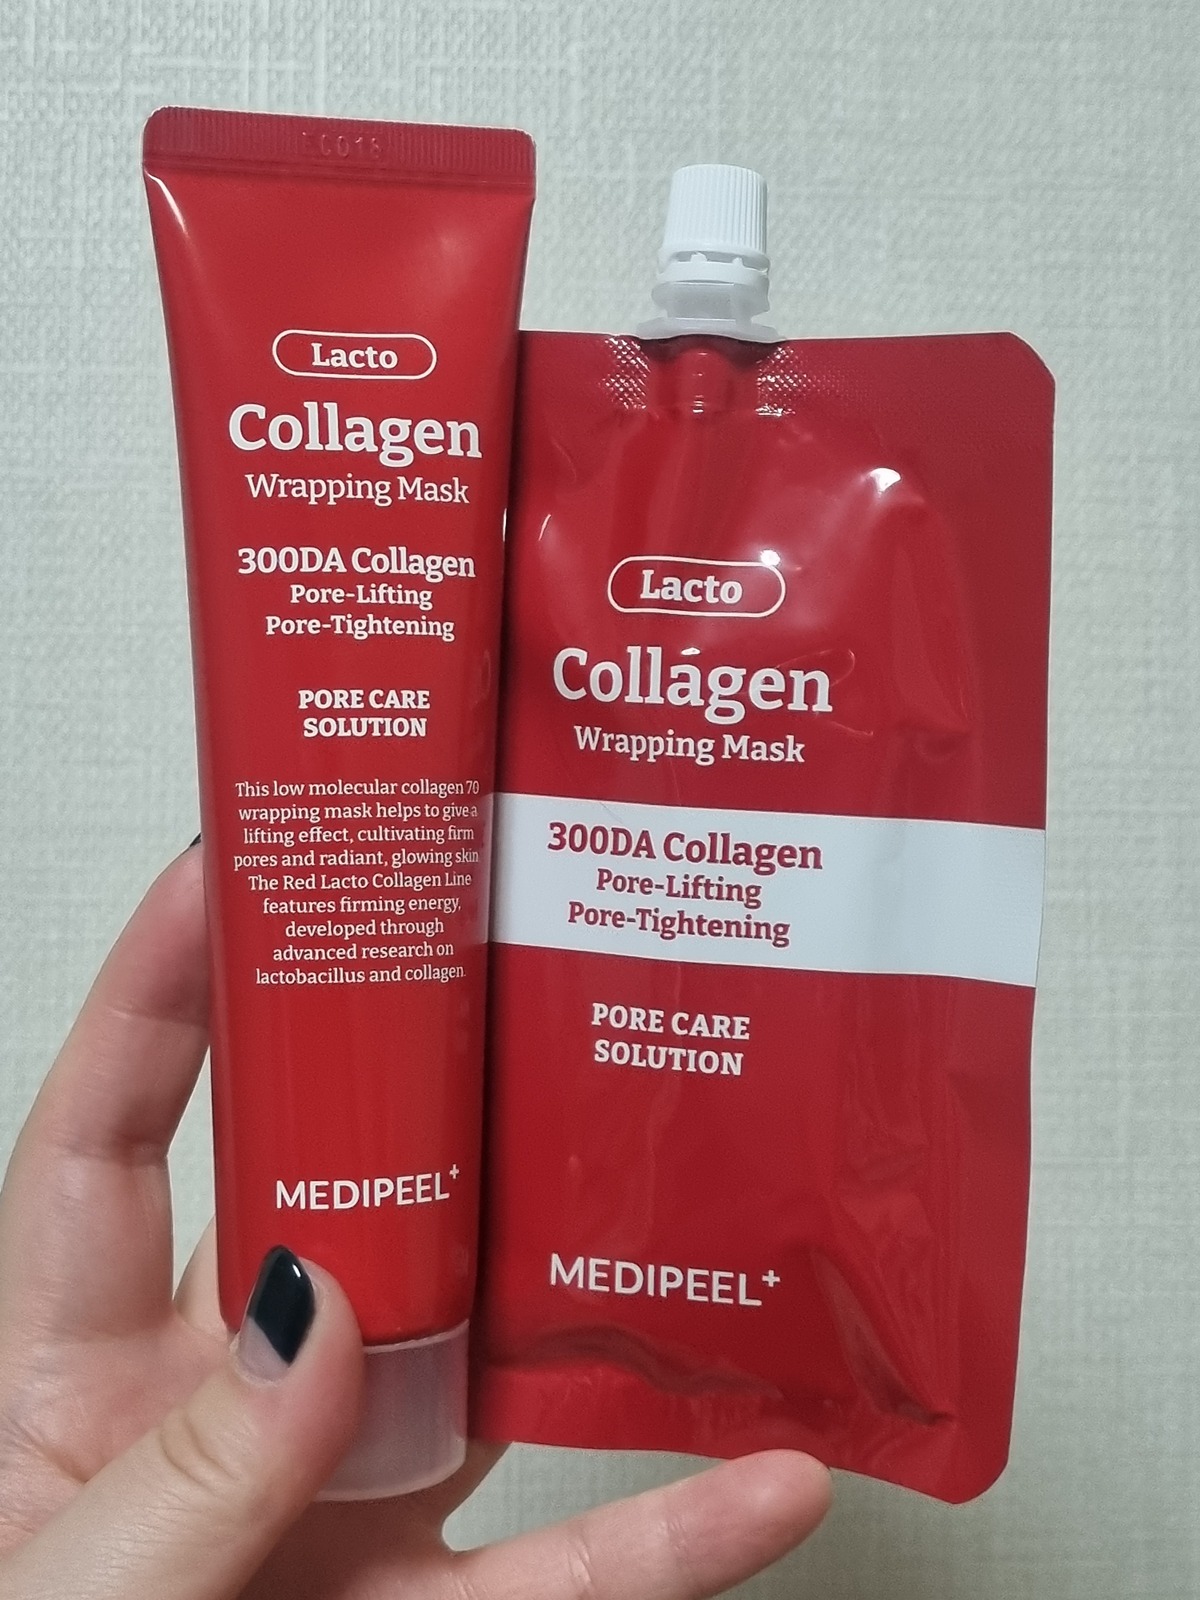 Lacto
Collagen
Wrapping Mask
300DA Collagen
Pore-Lifting
Pore-Tightening
PORE CARE
SOLUTION
This low molecular collagen 70
wrapping mask helps to give a
lifting effect, cultivating firm
pores and radiant, glowing skin.
The Red Lacto Collagen Line
features firming energy,
developed through
advanced research on
lactobacillus and collagen.
MEDIPEEL+
Lacto
Collagen
Wrapping Mask
300DA Collagen
Pore-Lifting
Pore-Tightening
PORE CARE
SOLUTION
MEDIPEEL+